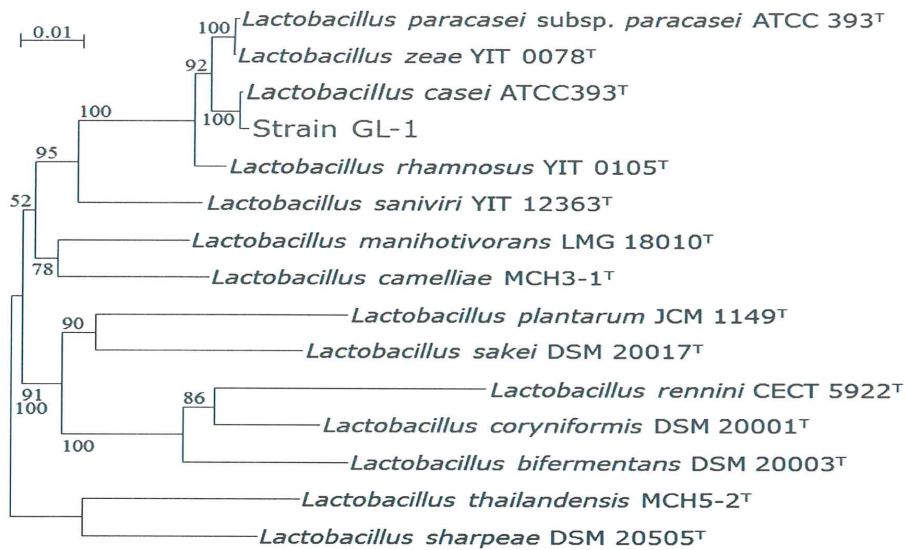 100 Lactobacillus paracasei subsp. paracasei ATCC 393ᵀ
0.01
Lactobacillus zeae YIT 0078ᵀ
92
Lactobacillus casei ATCC393ᵀ
100
100 Strain GL-1
95
Lactobacillus rhamnosus YIT 0105ᵀ
52
Lactobacillus saniviri YIT 12363ᵀ
Lactobacillus manihotivorans LMG 18010ᵀ
78
Lactobacillus camelliae MCH3-1ᵀ
90
Lactobacillus plantarum JCM 1149ᵀ
Lactobacillus sakei DSM 20017ᵀ
91
86
Lactobacillus rennini CECT 5922ᵀ
100
Lactobacillus coryniformis DSM 20001ᵀ
100
Lactobacillus bifermentans DSM 20003ᵀ
Lactobacillus thailandensis MCH5-2ᵀ
Lactobacillus sharpeae DSM 20505ᵀ